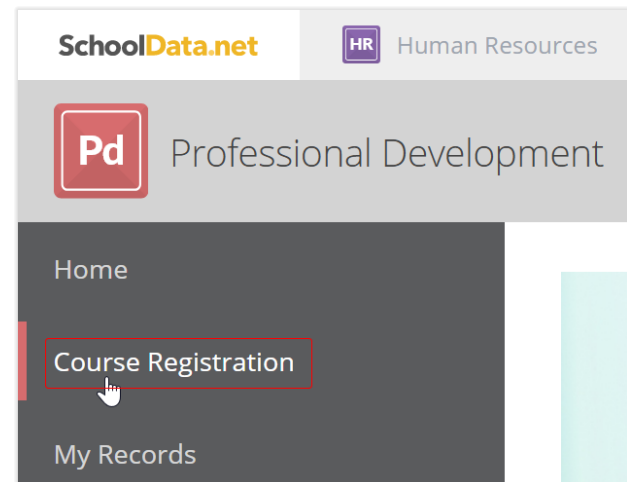 SchoolData.net
HR Human Resources
Pd Professional Development
Home
Course Registration
My Records